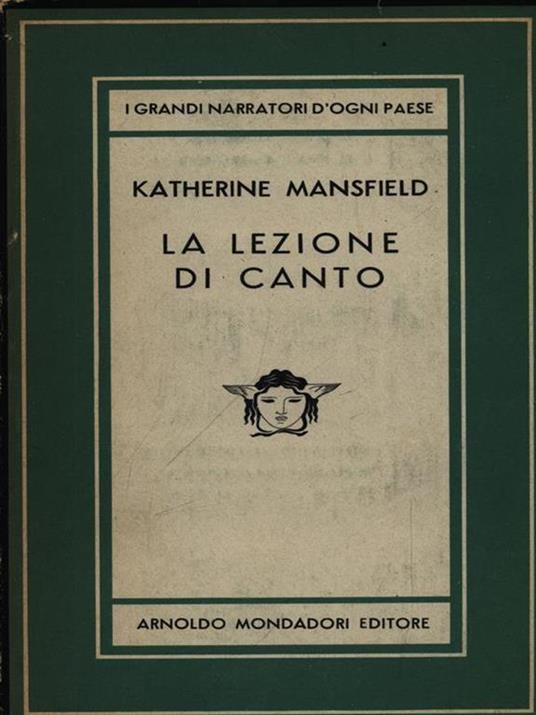 I GRANDI NARRATORI D'OGNI PAESE
KATHERINE MANSFIELD
LA LEZIONE
DI CANTO
ARNOLDO MONDADORI EDITORE